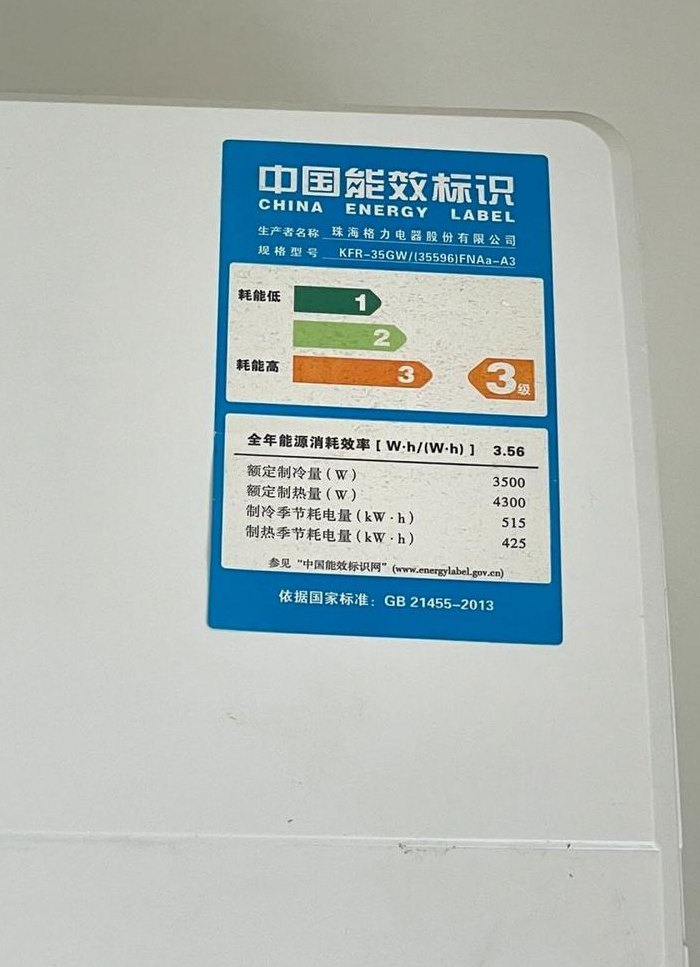 中国能效标识
CHINA ENERGY LABEL
生产者名称 珠海格力电器股份有限公司
规格型号 KFR-35GW/(35596)FNAa-A3
耗能低 1
2
耗能高 3 3级
全年能源消耗效率[W·h/(W·h)] 3.56
额定制冷量(W) 3500
额定制热量(W) 4300
制冷季节耗电量(kW·h) 515
制热季节耗电量(kW·h) 425
参见“中国能效标识网”(www.energylabel.gov.cn)
依据国家标准：GB 21455-2013